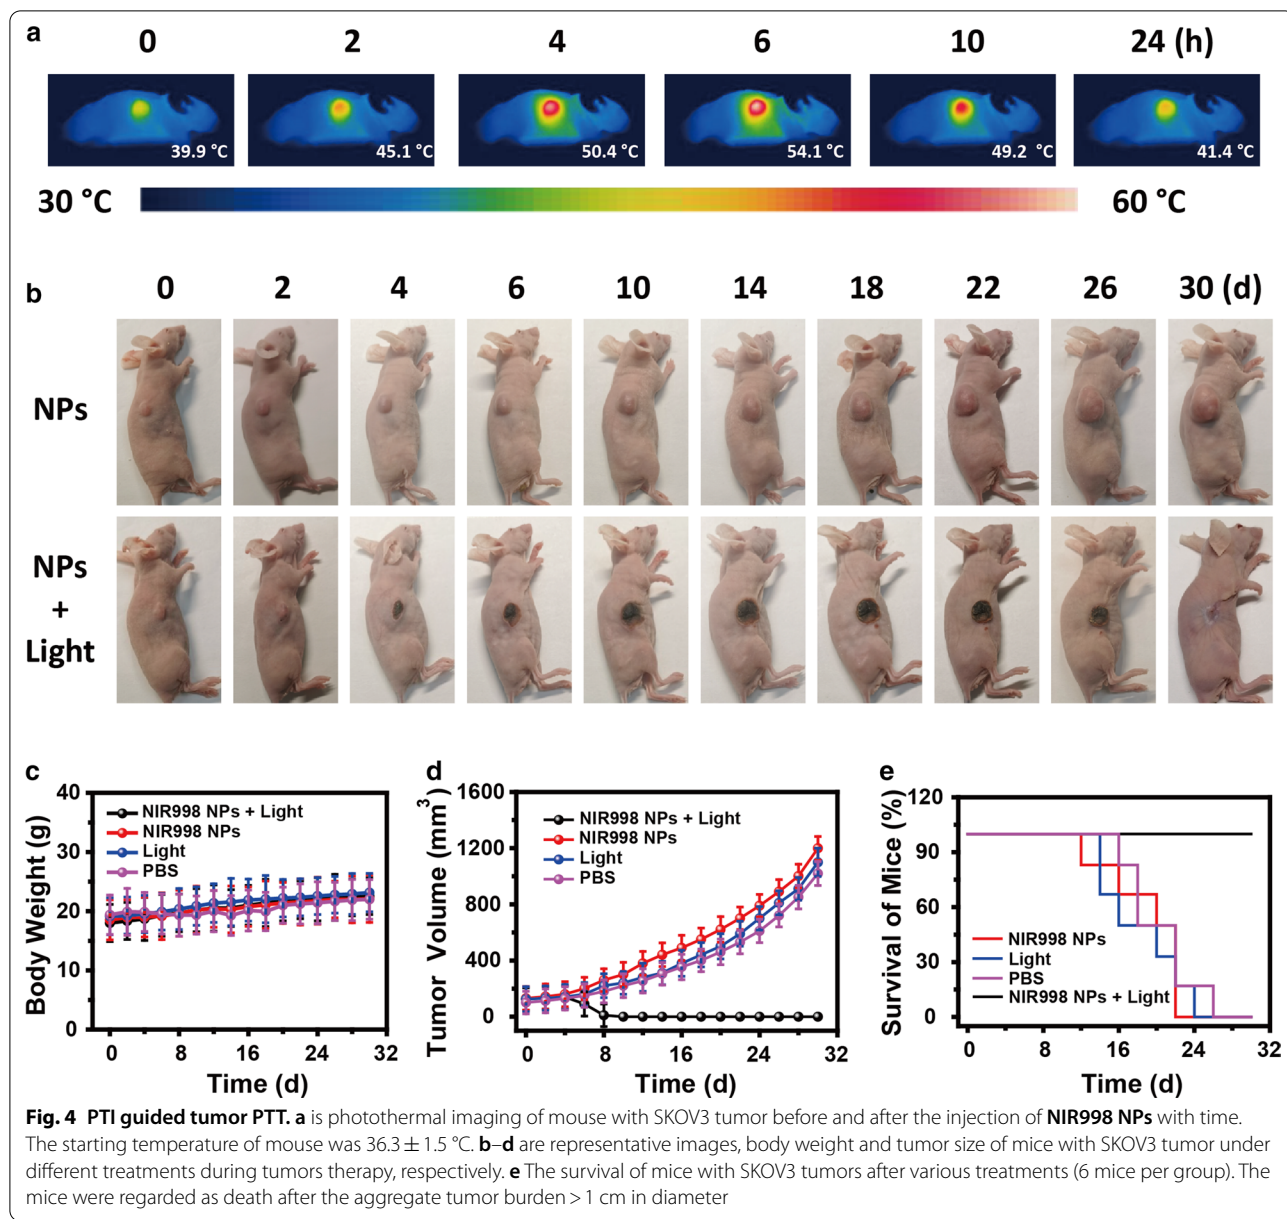 a
0 2 4 6 10 24 (h)
39.9 °C 45.1 °C 50.4 °C 54.1 °C 49.2 °C 41.4 °C
30 °C 60 °C
b
0 2 4 6 10 14 18 22 26 30 (d)
NPs
NPs
+
Light
c
40
30
20
10
0
Body Weight (g)
NIR998 NPs + Light
NIR998 NPs
Light
PBS
0 8 16 24 32
Time (d)
d
1600
1200
800
400
0
Tumor Volume (mm³)
NIR998 NPs + Light
NIR998 NPs
Light
PBS
0 8 16 24 32
Time (d)
e
120
90
60
30
0
Survival of Mice (%)
NIR998 NPs
Light
PBS
NIR998 NPs + Light
0 8 16 24 32
Time (d)
Fig. 4 PTI guided tumor PTT. a is photothermal imaging of mouse with SKOV3 tumor before and after the injection of NIR998 NPs with time.
The starting temperature of mouse was 36.3 ± 1.5 °C. b–d are representative images, body weight and tumor size of mice with SKOV3 tumor under
different treatments during tumors therapy, respectively. e The survival of mice with SKOV3 tumors after various treatments (6 mice per group). The
mice were regarded as death after the aggregate tumor burden > 1 cm in diameter